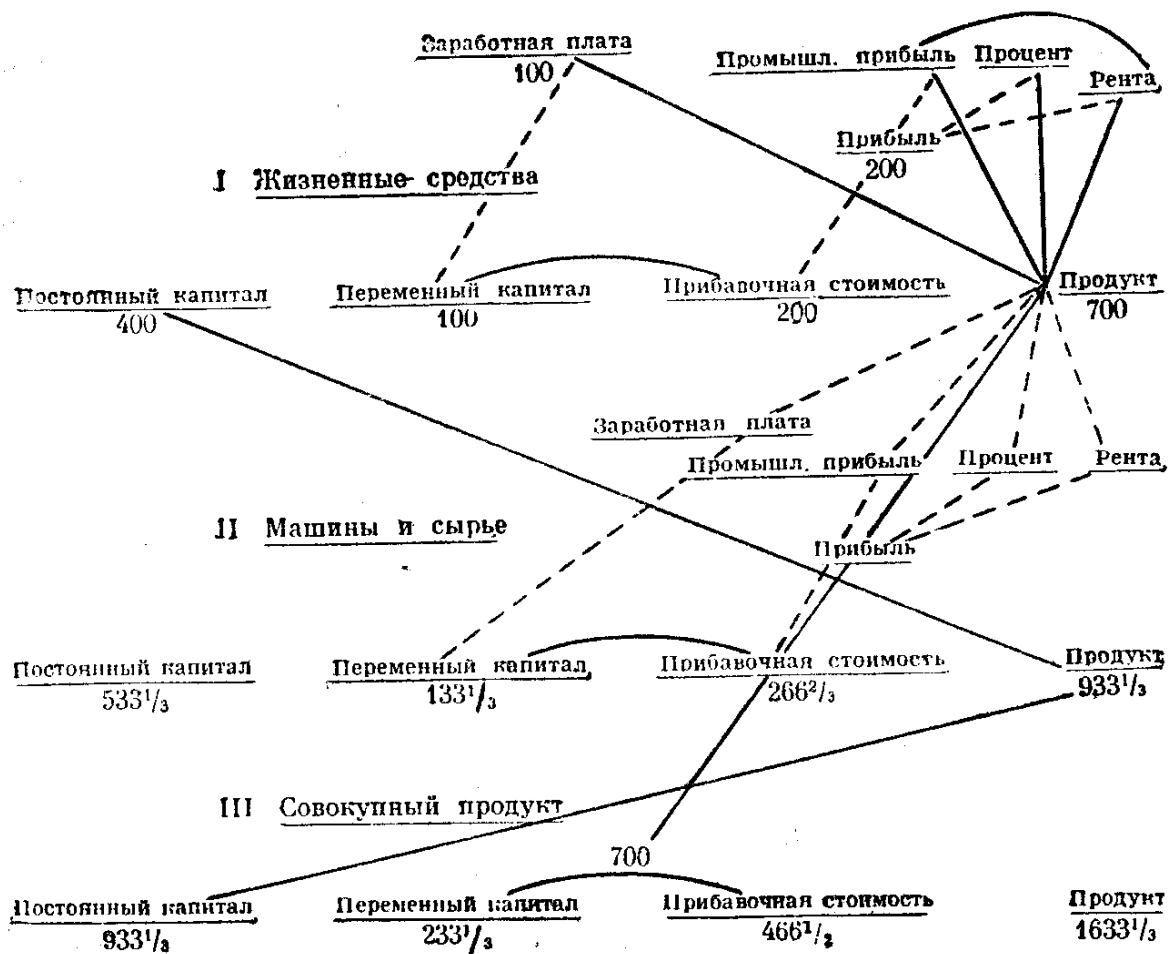 Заработная плата
100
Промышл. прибыль Процент
Рента
Прибыль
200
I Жизненные средства
Постоянный капитал Переменный капитал Прибавочная стоимость Продукт
400 100 200 700
Заработная плата
Промышл. прибыль Процент Рента
II Машины и сырье
Прибыль
Постоянный капитал Переменный капитал Прибавочная стоимость Продукт
533¹/₃ 133¹/₃ 266²/₃ 933¹/₃
III Совокупный продукт
700
Постоянный капитал Переменный капитал Прибавочная стоимость Продукт
933¹/₃ 233¹/₃ 466¹/₂ 1633¹/₃